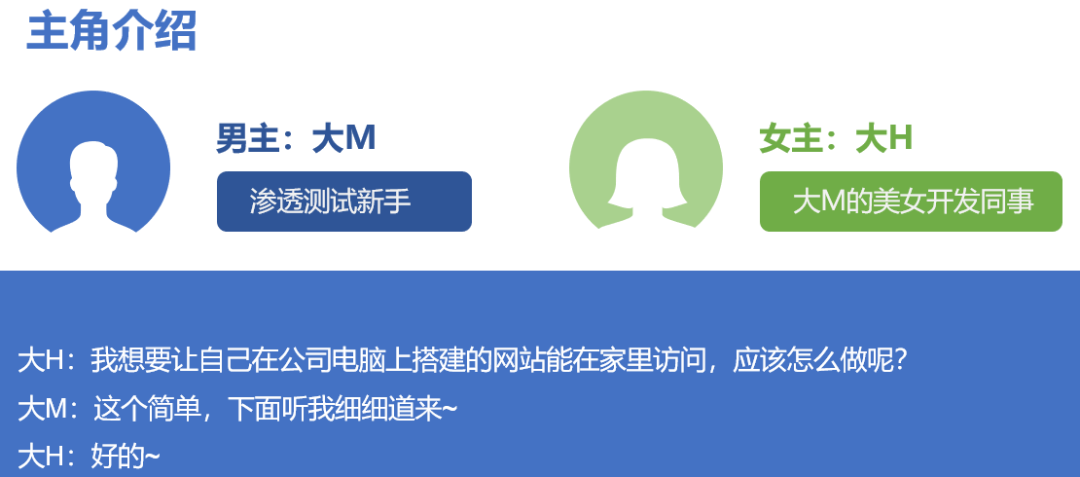 主角介绍
男主：大M
渗透测试新手
女主：大H
大M的美女开发同事
大H：我想要让自己在公司电脑上搭建的网站能在家里访问，应该怎么做呢？
大M：这个简单，下面听我细细道来~
大H：好的~